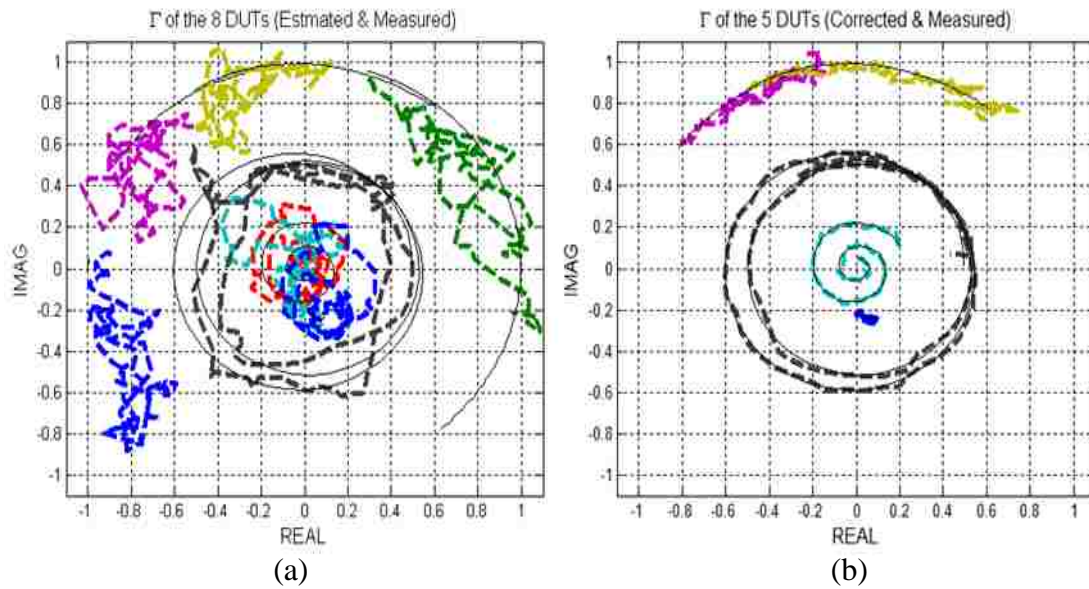 Γ of the 8 DUTs (Estmated & Measured)
1
0.8
0.6
0.4
0.2
0
-0.2
-0.4
-0.6
-0.8
-1
IMAG
-1 -0.8 -0.6 -0.4 -0.2 0 0.2 0.4 0.6 0.8 1
REAL
(a)
Γ of the 5 DUTs (Corrected & Measured)
1
0.8
0.6
0.4
0.2
0
-0.2
-0.4
-0.6
-0.8
-1
IMAG
-1 -0.8 -0.6 -0.4 -0.2 0 0.2 0.4 0.6 0.8 1
REAL
(b)